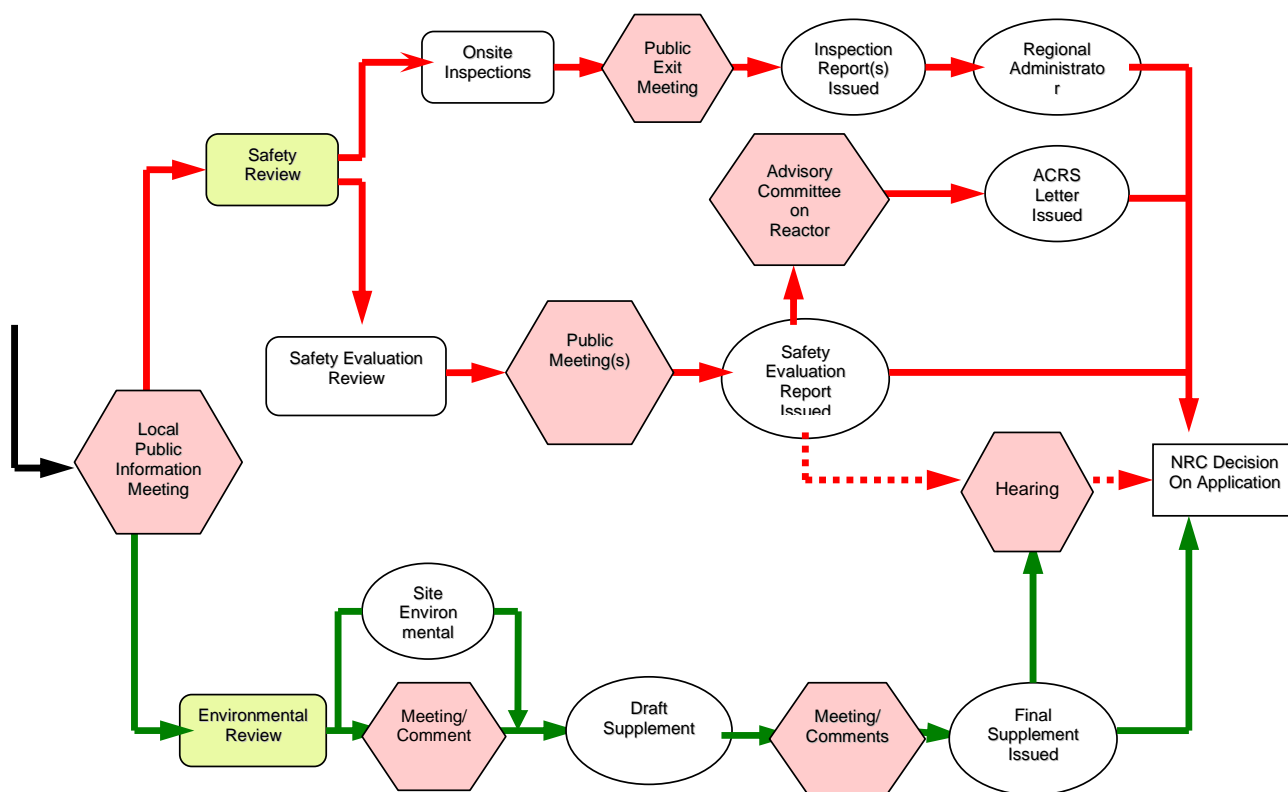 Onsite
Inspections
Public
Exit
Meeting
Inspection
Report(s)
Issued
Regional
Administrato
r
Safety
Review
Advisory
Committee
on
Reactor
ACRS
Letter
Issued
Safety Evaluation
Review
Public
Meeting(s)
Safety
Evaluation
Report
Issued
Local
Public
Information
Meeting
Hearing
NRC Decision
On Application
Site
Environ
mental
Environmental
Review
Meeting/
Comment
Draft
Supplement
Meeting/
Comments
Final
Supplement
Issued